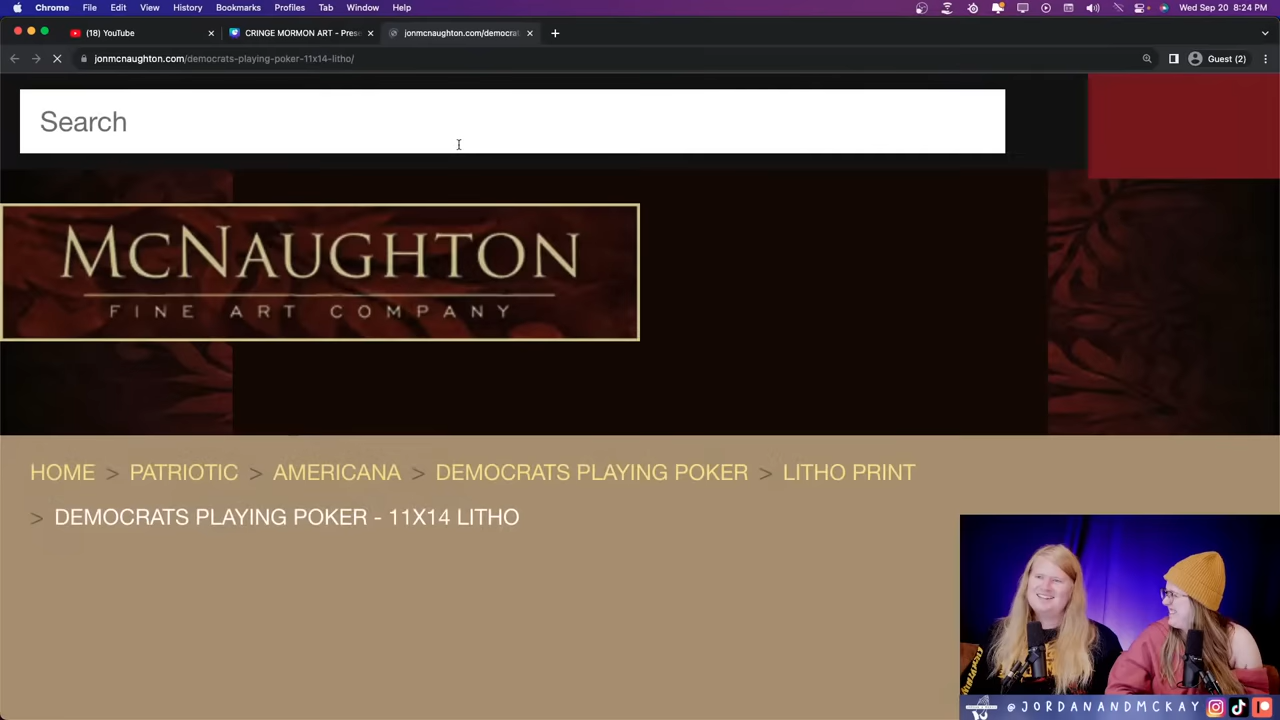 Chrome File Edit View History Bookmarks Profiles Tab Window Help
Wed Sep 20 8:24 PM
(18) YouTube
CRINGE MORMON ART - Prese
jonmcnaughton.com/democrat
jonmcnaughton.com/democrats-playing-poker-11x14-litho/
Guest (2)
Search
MCNAUGHTON
FINE ART COMPANY
HOME > PATRIOTIC > AMERICANA > DEMOCRATS PLAYING POKER > LITHO PRINT
> DEMOCRATS PLAYING POKER - 11X14 LITHO
@JORDANANDMCKAY